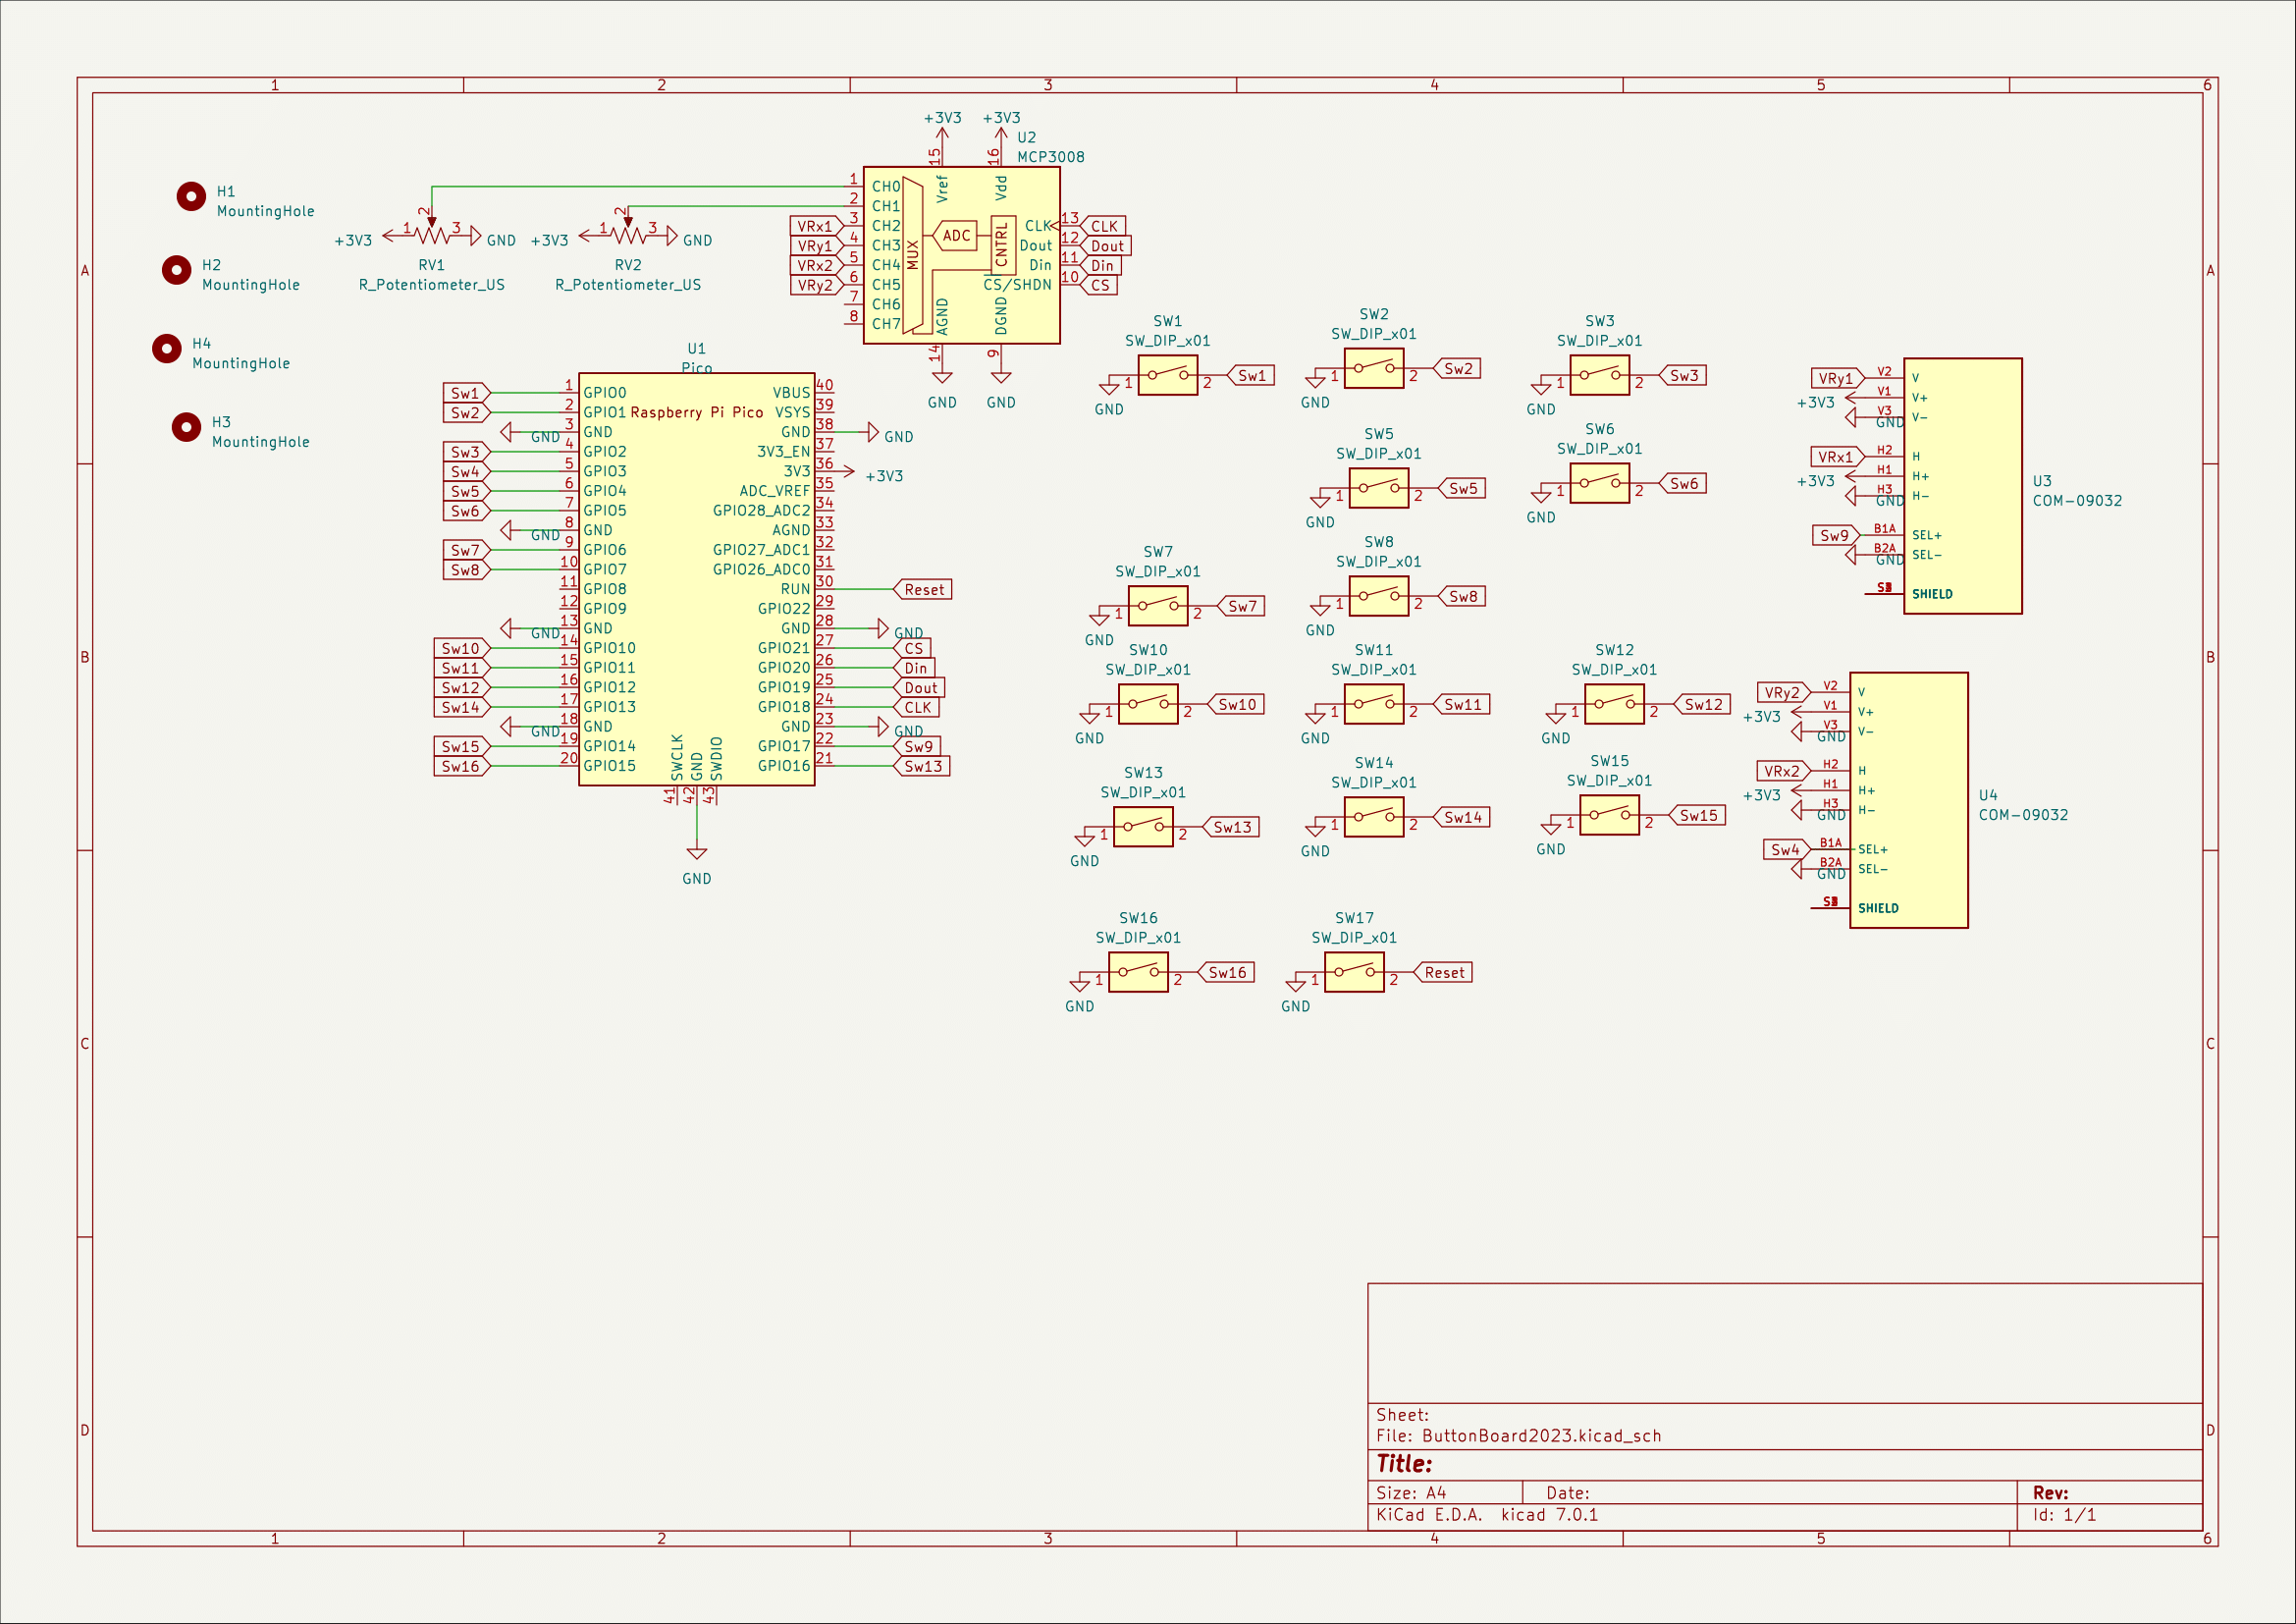 1 2 3 4 5 6
A
B
C
D
H1
MountingHole
H2
MountingHole
H4
MountingHole
H3
MountingHole
+3V3 1 2 3 GND
RV1
R_Potentiometer_US
+3V3 1 2 3 GND
RV2
R_Potentiometer_US
+3V3 +3V3
U2
MCP3008
15 16
Vref Vdd
1 CH0
2 CH1
VRx1 3 CH2
VRy1 4 CH3
VRx2 5 CH4
VRy2 6 CH5
7 CH6
8 CH7
MUX
ADC
CNTRL
CLK 13 CLK
Dout 12 Dout
Din 11 Din
CS/SHDN 10 CS
AGND DGND
14 9
GND GND
U1
Pico
Raspberry Pi Pico
Sw1 1 GPIO0
Sw2 2 GPIO1
GND 3 GND
Sw3 4 GPIO2
Sw4 5 GPIO3
Sw5 6 GPIO4
Sw6 7 GPIO5
GND 8 GND
Sw7 9 GPIO6
Sw8 10 GPIO7
11 GPIO8
12 GPIO9
GND 13 GND
Sw10 14 GPIO10
Sw11 15 GPIO11
Sw12 16 GPIO12
Sw14 17 GPIO13
GND 18 GND
Sw15 19 GPIO14
Sw16 20 GPIO15
VBUS 40
VSYS 39
GND 38 GND
3V3_EN 37
3V3 36 +3V3
ADC_VREF 35
GPIO28_ADC2 34
AGND 33
GPIO27_ADC1 32
GPIO26_ADC0 31
RUN 30 Reset
GPIO22 29
GND 28 GND
GPIO21 27 CS
GPIO20 26 Din
GPIO19 25 Dout
GPIO18 24 CLK
GND 23 GND
GPIO17 22 Sw9
GPIO16 21 Sw13
SWCLK GND SWDIO
41 42 43
GND
SW1
SW_DIP_x01
1 2 Sw1
GND
SW2
SW_DIP_x01
1 2 Sw2
GND
SW3
SW_DIP_x01
1 2 Sw3
GND
SW5
SW_DIP_x01
1 2 Sw5
GND
SW6
SW_DIP_x01
1 2 Sw6
GND
SW7
SW_DIP_x01
1 2 Sw7
GND
SW8
SW_DIP_x01
1 2 Sw8
GND
SW10
SW_DIP_x01
1 2 Sw10
GND
SW11
SW_DIP_x01
1 2 Sw11
GND
SW12
SW_DIP_x01
1 2 Sw12
GND
SW13
SW_DIP_x01
1 2 Sw13
GND
SW14
SW_DIP_x01
1 2 Sw14
GND
SW15
SW_DIP_x01
1 2 Sw15
GND
SW16
SW_DIP_x01
1 2 Sw16
GND
SW17
SW_DIP_x01
1 2 Reset
GND
VRy1 V2 V
+3V3 V1 V+
GND V3 V-
VRx1 H2 H
+3V3 H1 H+
GND H3 H-
Sw9 B1A SEL+
GND B2A SEL-
SHIELD
U3
COM-09032
VRy2 V2 V
+3V3 V1 V+
GND V3 V-
VRx2 H2 H
+3V3 H1 H+
GND H3 H-
Sw4 B1A SEL+
GND B2A SEL-
SHIELD
U4
COM-09032
A
B
C
D
Sheet:
File: ButtonBoard2023.kicad_sch
Title:
Size: A4 Date: Rev:
KiCad E.D.A. kicad 7.0.1 Id: 1/1
1 2 3 4 5 6